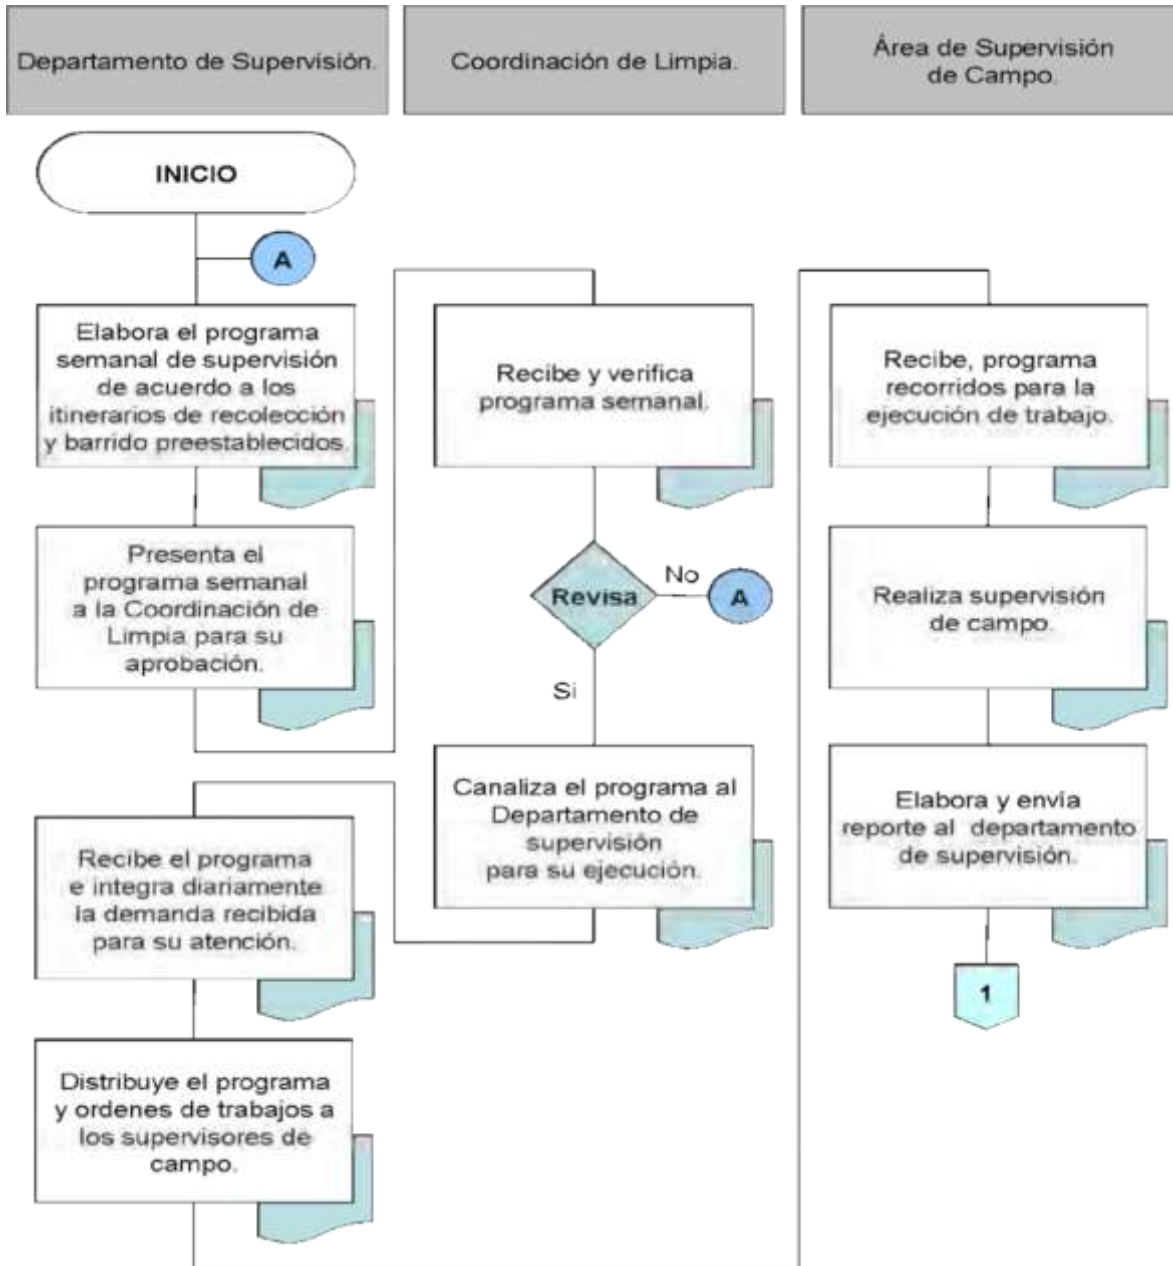 Departamento de Supervisión.
Coordinación de Limpia.
Área de Supervisión
de Campo.
INICIO
A
Elabora el programa
semanal de supervisión
de acuerdo a los
itinerarios de recolección
y barrido preestablecidos.
Presenta el
programa semanal
a la Coordinación de
Limpia para su
aprobación.
Recibe el programa
e integra diariamente
la demanda recibida
para su atención.
Distribuye el programa
y ordenes de trabajos a
los supervisores de
campo.
Recibe y verifica
programa semanal.
Revisa
No
A
Si
Canaliza el programa al
Departamento de
supervisión
para su ejecución.
Recibe, programa
recorridos para la
ejecución de trabajo.
Realiza supervisión
de campo.
Elabora y envía
reporte al departamento
de supervisión.
1